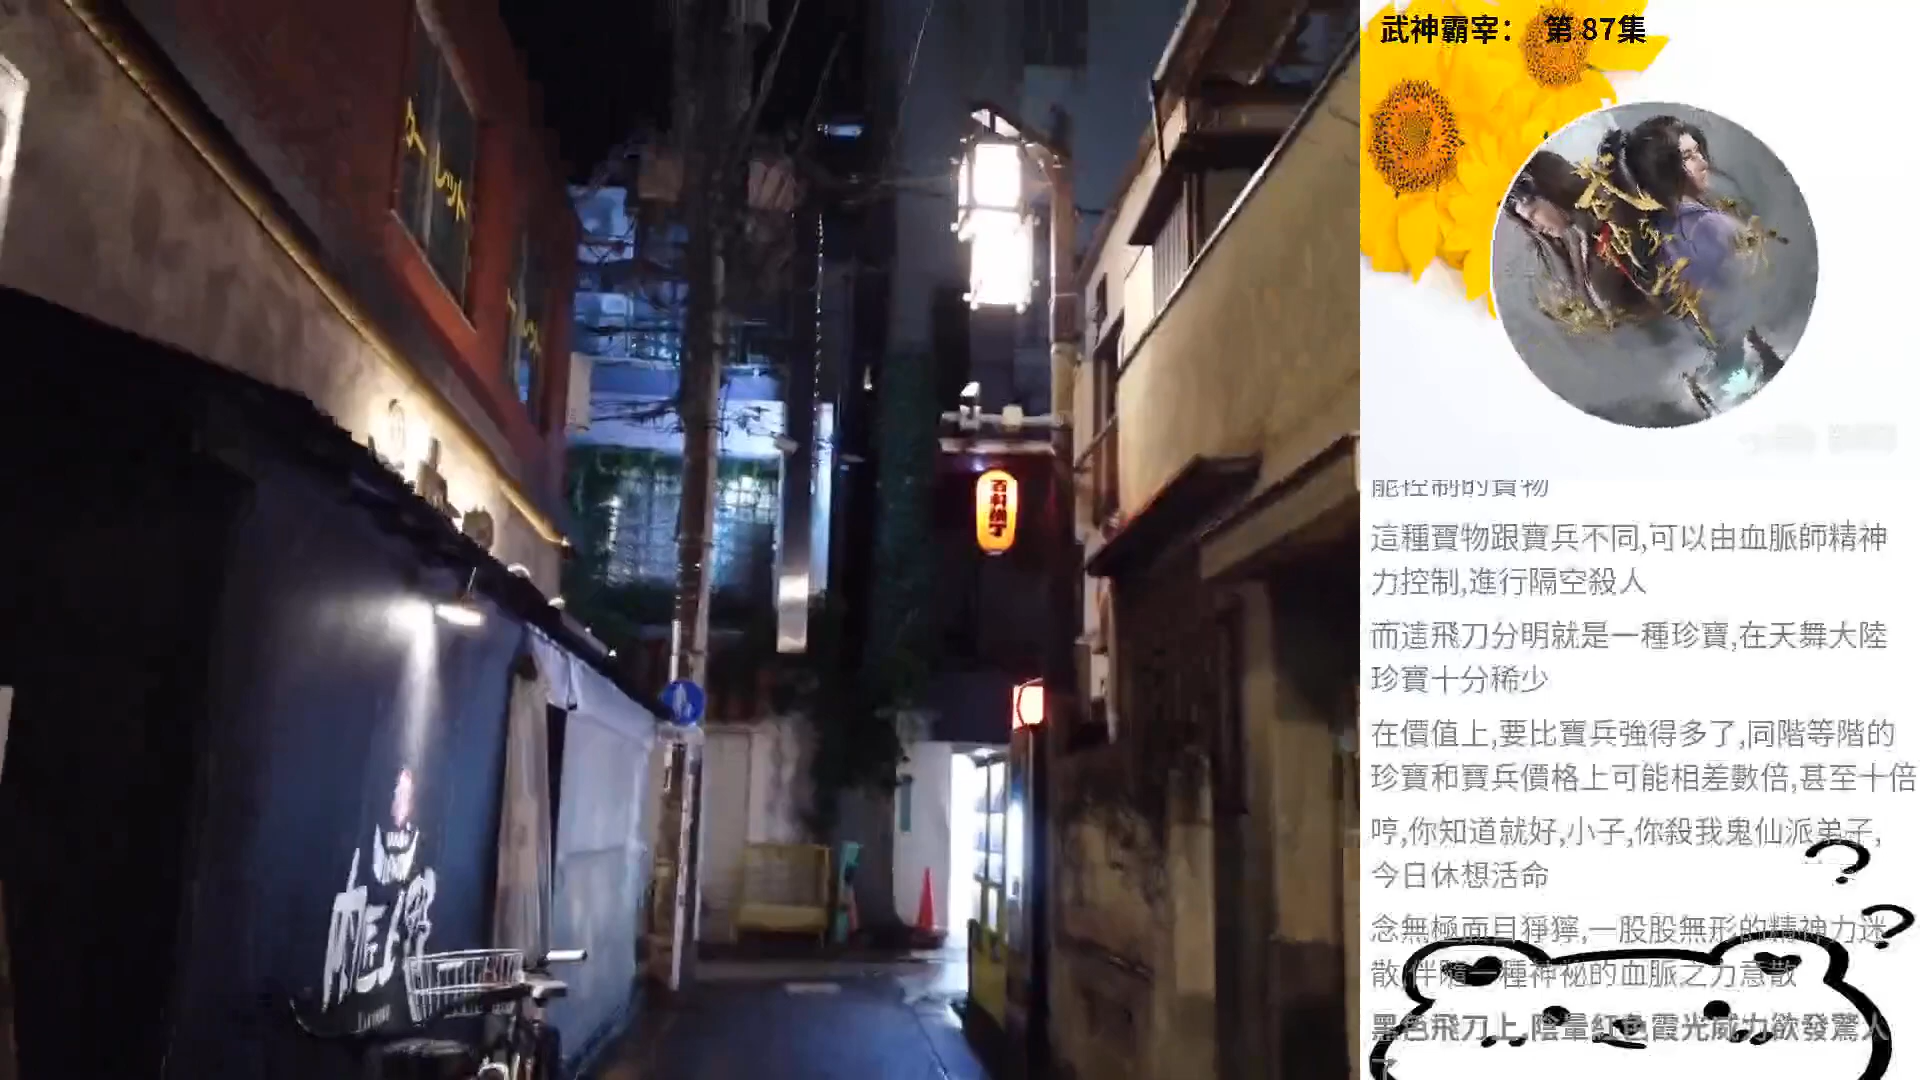 武神霸宰： 第 87集
能控制的寶物
這種寶物跟寶兵不同,可以由血脈師精神
力控制,進行隔空殺人
而這飛刀分明就是一種珍寶,在天舞大陸
珍寶十分稀少
在價值上,要比寶兵強得多了,同階等階的
珍寶和寶兵價格上可能相差數倍,甚至十倍
哼,你知道就好,小子,你殺我鬼仙派弟子,
今日休想活命
念無極面目猙獰,一股股無形的精神力迷
散,伴隨一種神祕的血脈之力意散
黑色飛刀上,陰暈紅色霞光威力欲發驚人
了
？
？